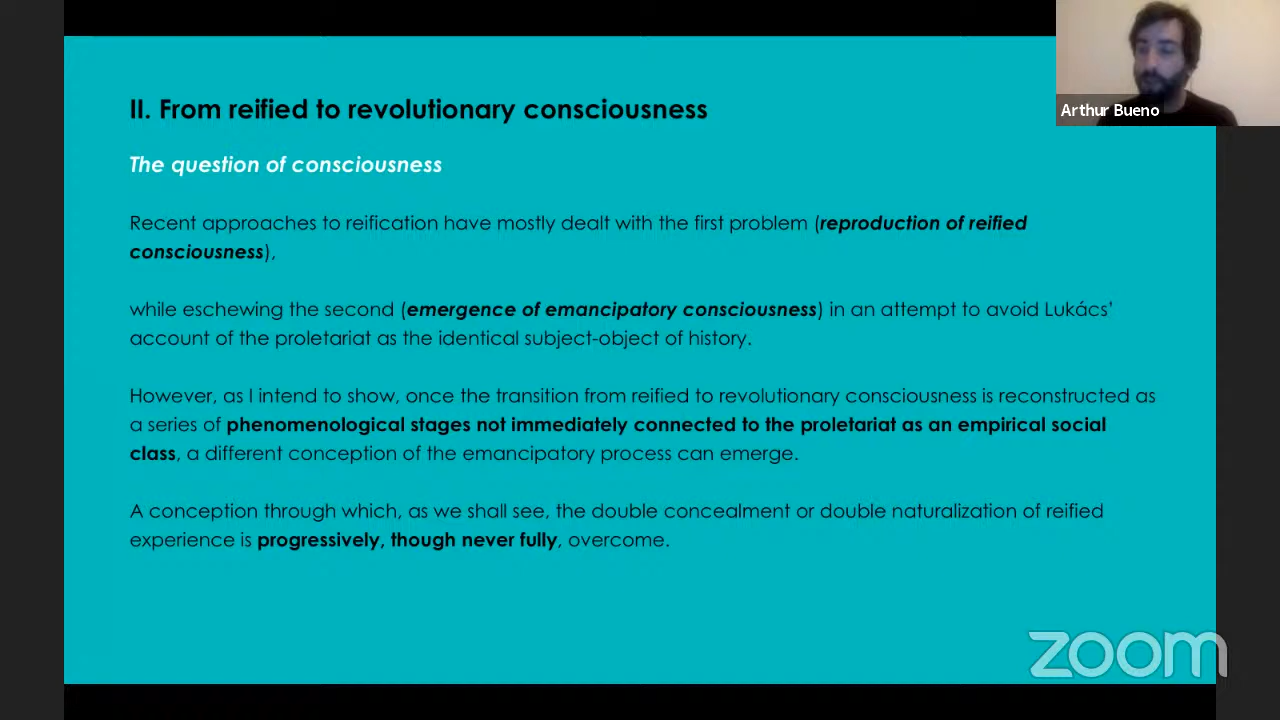 II. From reified to revolutionary consciousness
Arthur Bueno
The question of consciousness
Recent approaches to reification have mostly dealt with the first problem (reproduction of reified
consciousness),
while eschewing the second (emergence of emancipatory consciousness) in an attempt to avoid Lukács'
account of the proletariat as the identical subject-object of history.
However, as I intend to show, once the transition from reified to revolutionary consciousness is reconstructed as
a series of phenomenological stages not immediately connected to the proletariat as an empirical social
class, a different conception of the emancipatory process can emerge.
A conception through which, as we shall see, the double concealment or double naturalization of reified
experience is progressively, though never fully, overcome.
zoom